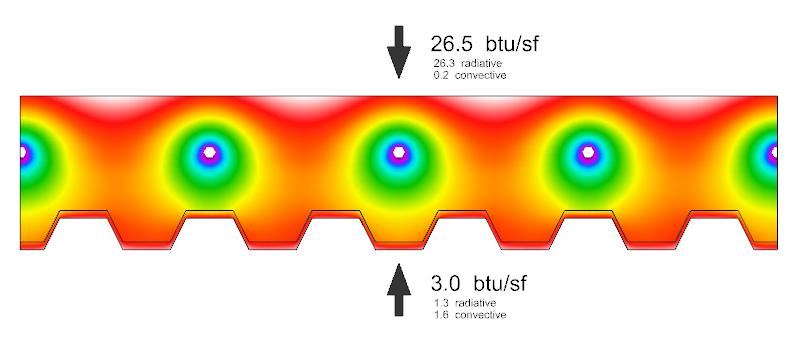 26.5 btu/sf
26.3 radiative
0.2 convective
3.0 btu/sf
1.3 radiative
1.6 convective